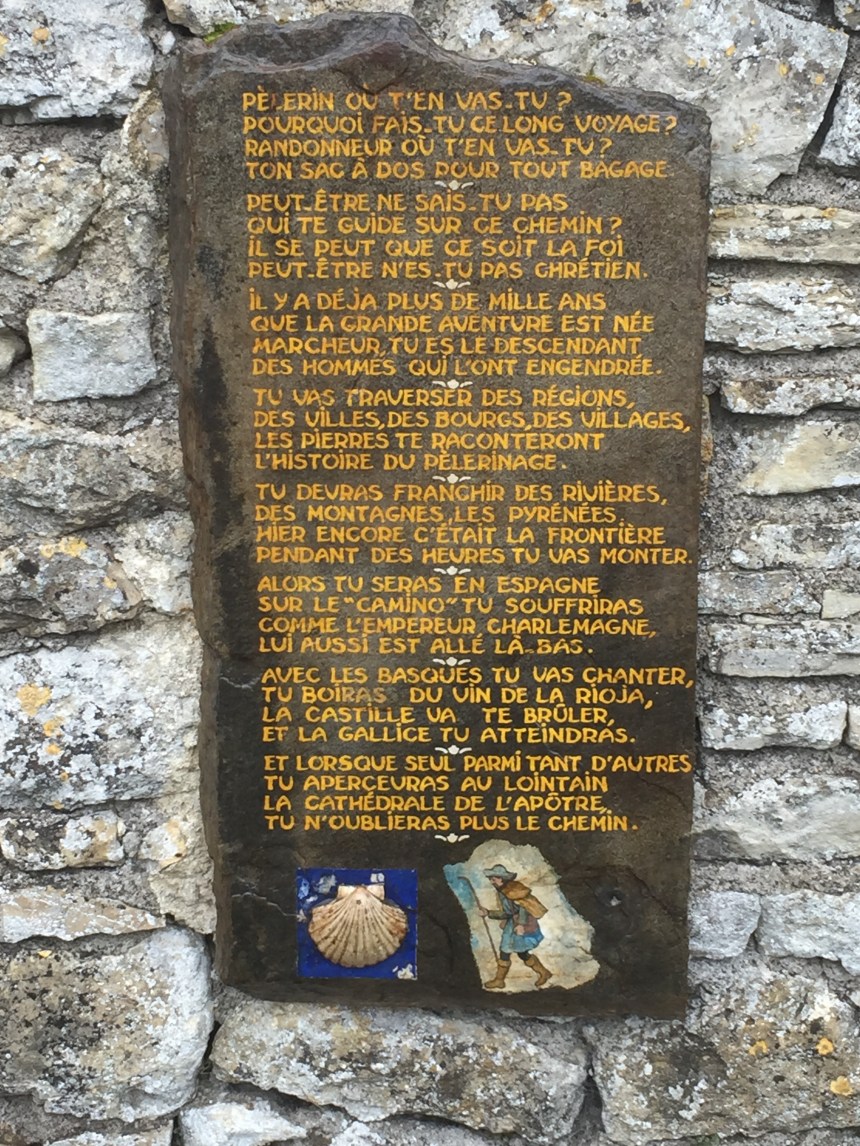 PÈLERIN OÙ T'EN VAS-TU ?
POURQUOI FAIS-TU CE LONG VOYAGE ?
RANDONNEUR OÙ T'EN VAS-TU ?
TON SAC À DOS POUR TOUT BAGAGE.
PEUT-ÊTRE NE SAIS-TU PAS
QUI TE GUIDE SUR CE CHEMIN ?
IL SE PEUT QUE CE SOIT LA FOI
PEUT-ÊTRE N'ES-TU PAS CHRÉTIEN.
IL Y A DÉJA PLUS DE MILLE ANS
QUE LA GRANDE AVENTURE EST NÉE
MARCHEUR, TU ES LE DESCENDANT
DES HOMMES QUI L'ONT ENGENDRÉE.
TU VAS TRAVERSER DES RÉGIONS,
DES VILLES, DES BOURGS, DES VILLAGES,
LES PIERRES TE RACONTERONT
L'HISTOIRE DU PÈLERINAGE.
TU DEVRAS FRANCHIR DES RIVIÈRES,
DES MONTAGNES, LES PYRÉNÉES.
HIER ENCORE C'ÉTAIT LA FRONTIÈRE
PENDANT DES HEURES TU VAS MONTER.
ALORS TU SERAS EN ESPAGNE
SUR LE "CAMINO" TU SOUFFRIRAS
COMME L'EMPEREUR CHARLEMAGNE,
LUI AUSSI EST ALLÉ LÀ-BAS.
AVEC LES BASQUES TU VAS CHANTER,
TU BOIRAS DU VIN DE LA RIOJA,
LA CASTILLE VA TE BRÛLER,
ET LA GALLICE TU ATTEINDRAS.
ET LORSQUE SEUL PARMI TANT D'AUTRES
TU APERÇEVRAS AU LOINTAIN
LA CATHÉDRALE DE L'APÔTRE,
TU N'OUBLIERAS PLUS LE CHEMIN.